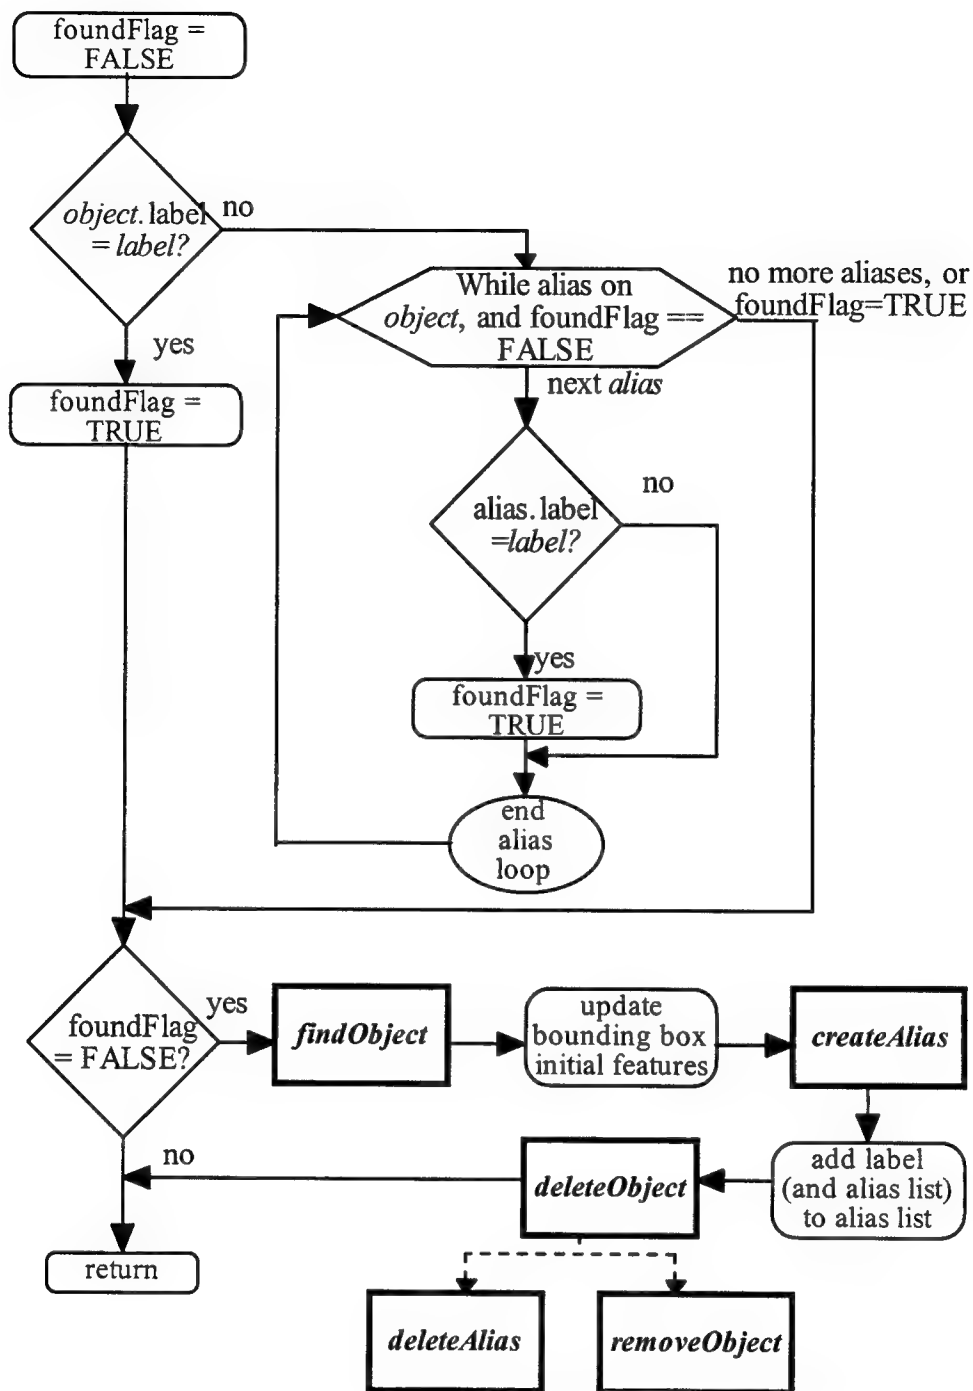 foundFlag =
FALSE
object.label
= label?
no
yes
foundFlag =
TRUE
While alias on
object, and foundFlag ==
FALSE
no more aliases, or
foundFlag=TRUE
next alias
alias.label
=label?
no
yes
foundFlag =
TRUE
end
alias
loop
foundFlag
= FALSE?
yes
findObject
update
bounding box
initial features
createAlias
no
deleteObject
add label
(and alias list)
to alias list
return
deleteAlias
removeObject